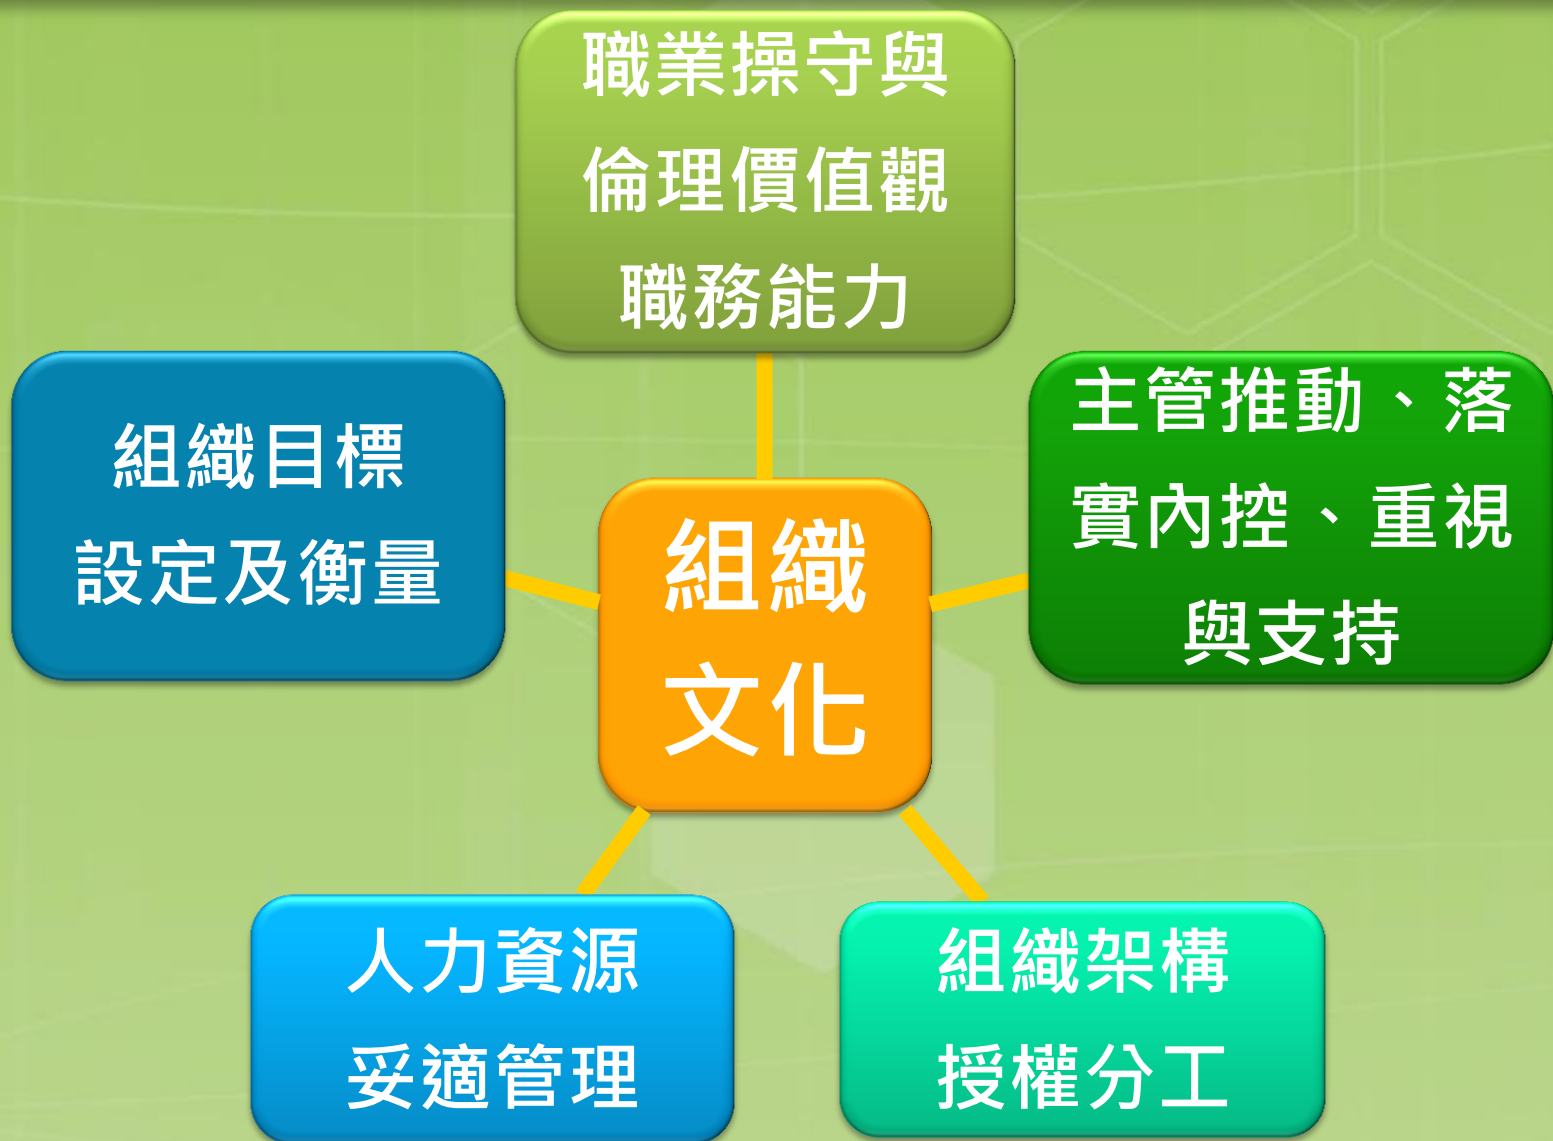 職業操守與
倫理價值觀
職務能力
組織目標
設定及衡量
主管推動、落
實內控、重視
與支持
組織
文化
人力資源
妥適管理
組織架構
授權分工